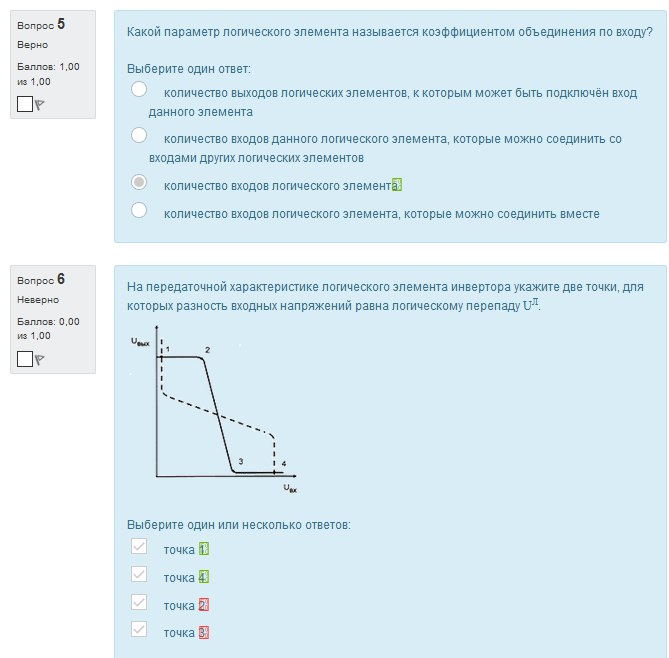 Вопрос 5
Верно
Баллов: 1,00
из 1,00
Какой параметр логического элемента называется коэффициентом объединения по входу?
Выберите один ответ:
количество выходов логических элементов, к которым может быть подключён вход
данного элемента
количество входов данного логического элемента, которые можно соединить со
входами других логических элементов
количество входов логического элемента
количество входов логического элемента, которые можно соединить вместе
Вопрос 6
Неверно
Баллов: 0,00
из 1,00
На передаточной характеристике логического элемента инвертора укажите две точки, для
которых разность входных напряжений равна логическому перепаду Uᴸ.
Uвых
1
2
3
4
Uвх
Выберите один или несколько ответов:
точка 1
точка 4
точка 2
точка 3